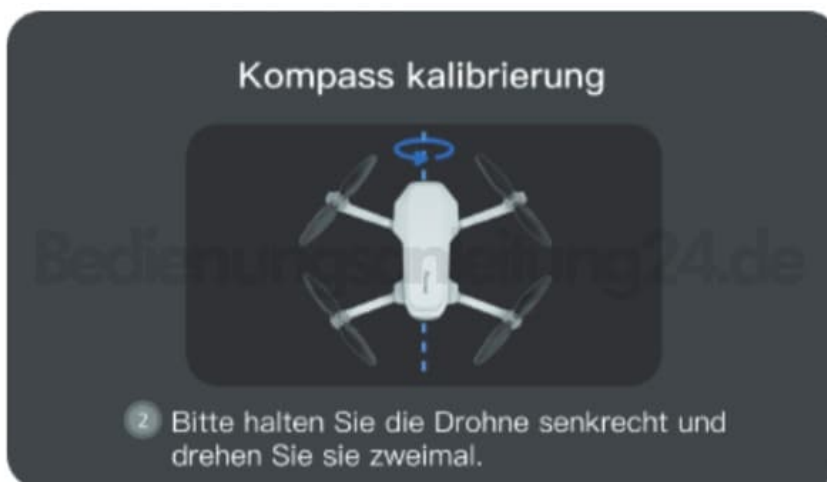 Kompass kalibrierung
Bedienungsanleitung24.de
2 Bitte halten Sie die Drohne senkrecht und
drehen Sie sie zweimal.